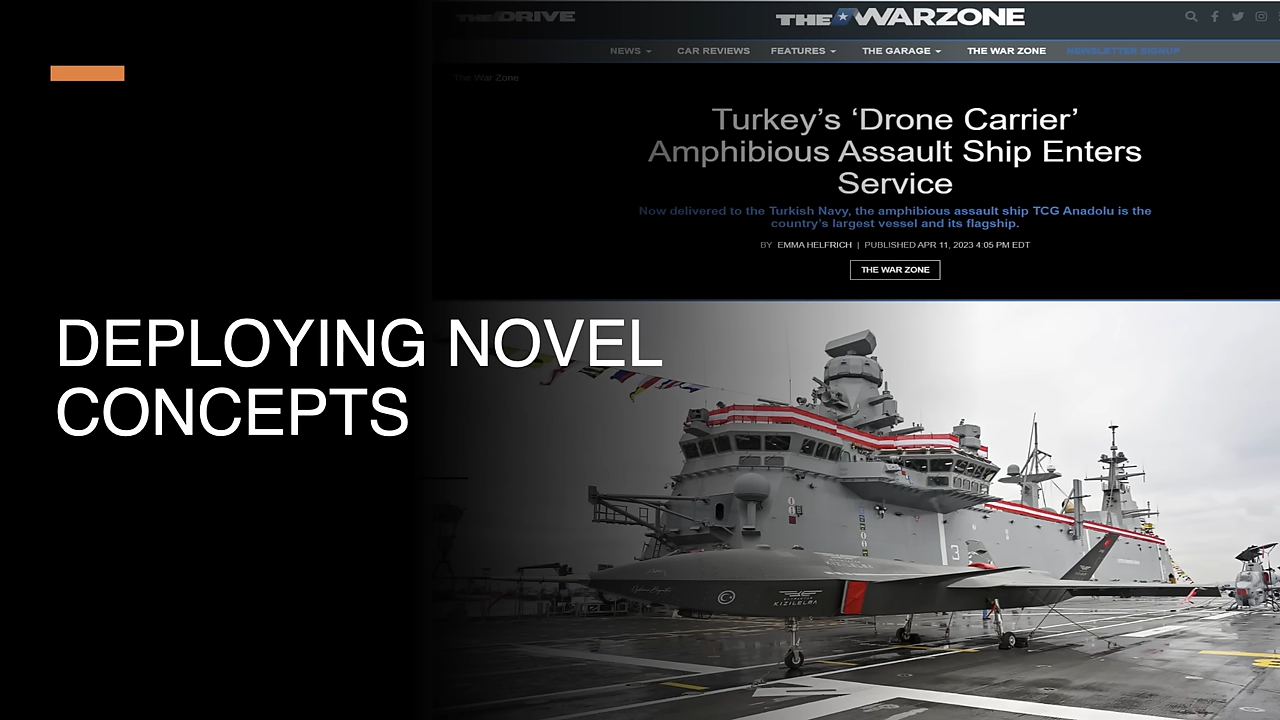 THE DRIVE
THE WARZONE
NEWS
CAR REVIEWS
FEATURES
THE GARAGE
THE WAR ZONE
NEWSLETTER SIGNUP
The War Zone
Turkey’s ‘Drone Carrier’
Amphibious Assault Ship Enters
Service
Now delivered to the Turkish Navy, the amphibious assault ship TCG Anadolu is the
country’s largest vessel and its flagship.
BY EMMA HELFRICH | PUBLISHED APR 11, 2023 4:05 PM EDT
THE WAR ZONE
DEPLOYING NOVEL
CONCEPTS
3
KIZILELMA
KIZILELMA